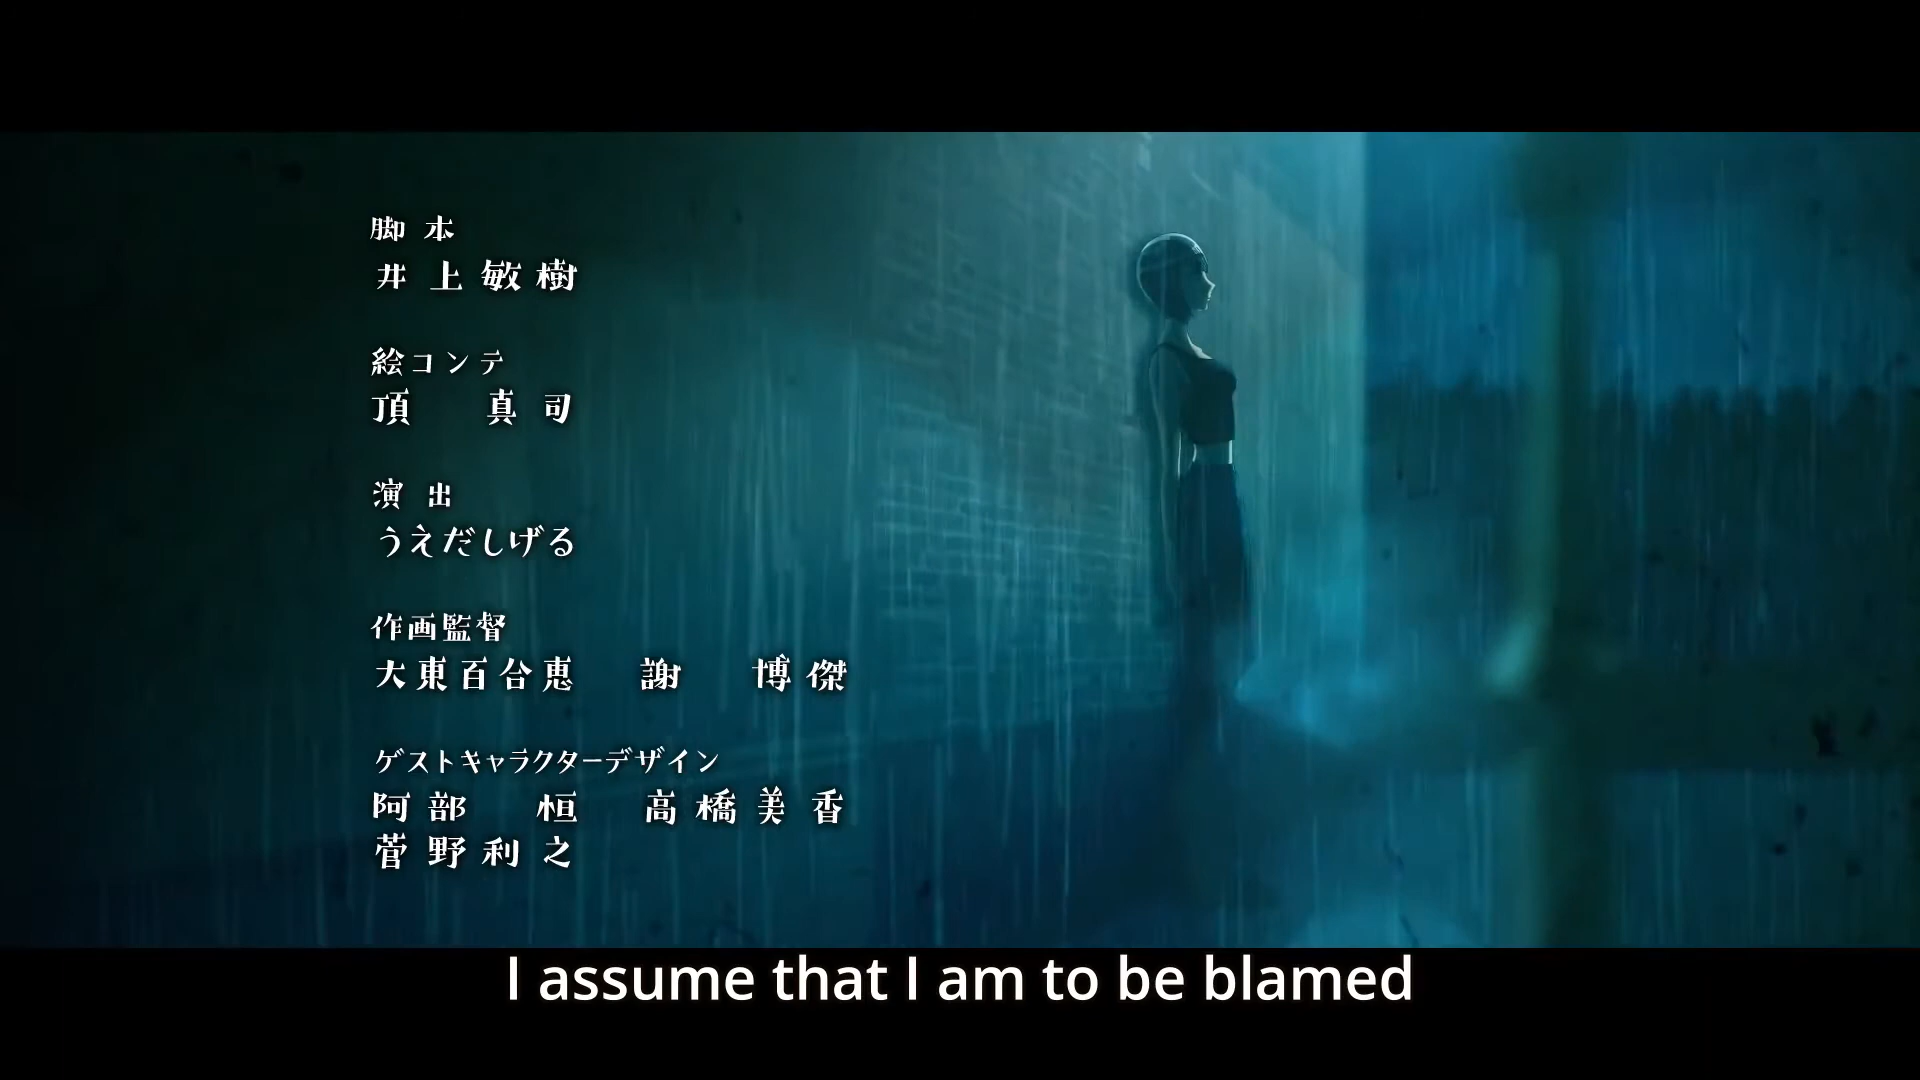 脚本
井上敏樹
絵コンテ
頂真司
演出
うえだしげる
作画監督
大東百合恵 謝博傑
ゲストキャラクターデザイン
阿部恒 高橋美香
菅野利之
I assume that I am to be blamed